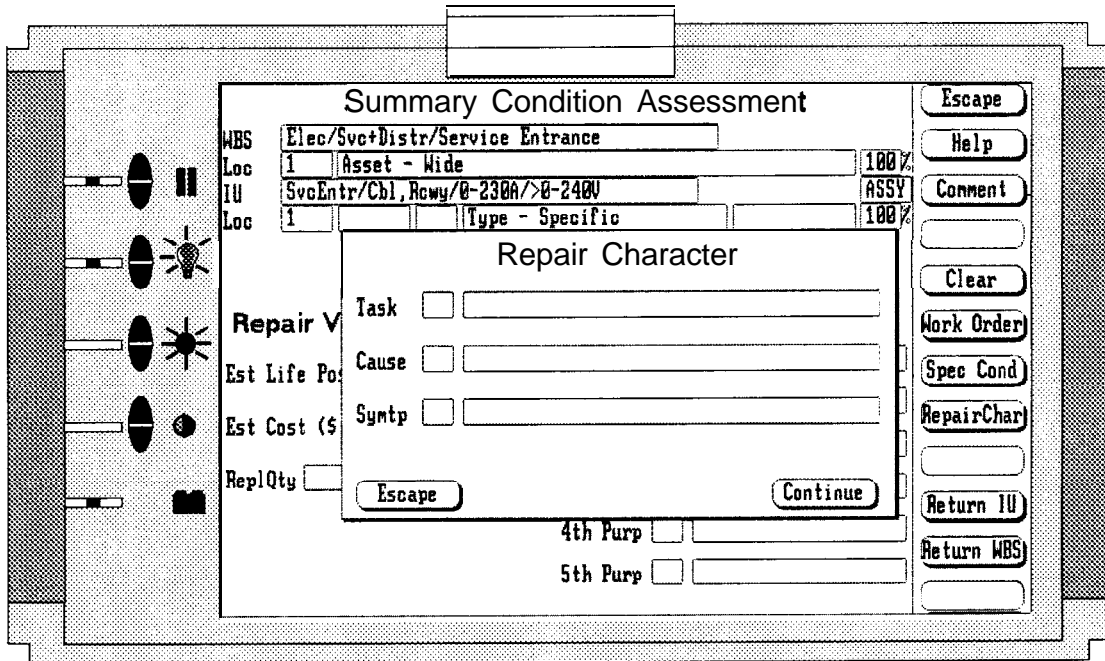 Summary Condition Assessment
WBS Elec/Svc+Distr/Service Entrance
Loc 1 Asset - Wide 100 %
IU SvcEntr/Cbl,Rcwy/0-230A/>0-240V ASSY
Loc 1 Type - Specific 100 %
Repair Character
Task
Cause
Symtp
Escape Continue
Repair V
Est Life Pos
Est Cost ($
ReplQty
4th Purp
5th Purp
Escape
Help
Comment
Clear
Work Order
Spec Cond
RepairChar
Return IU
Return WBS